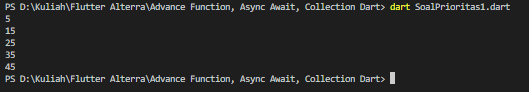 PS D:\Kuliah\Flutter Alterra\Advance Function, Async Await, Collection Dart> dart SoalPrioritas1.dart
5
15
25
35
45
PS D:\Kuliah\Flutter Alterra\Advance Function, Async Await, Collection Dart>